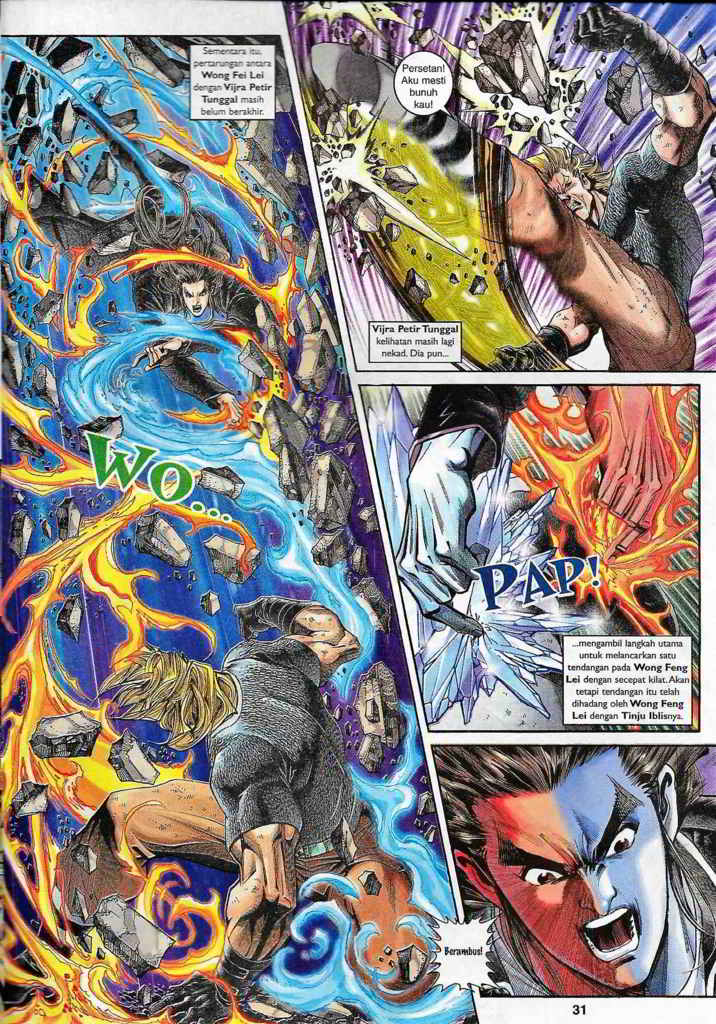 Sementara itu,
pertarungan antara
Wong Fei Lei
dengan Vijra Petir
Tunggal masih
belum berakhir.
Persetan!
Aku mesti
bunuh
kau!
Vijra Petir Tunggal
kelihatan masih lagi
nekad. Dia pun...
WO...
PAP!
...mengambil langkah utama
untuk melancarkan satu
tendangan pada Wong Feng
Lei dengan secepat kilat. Akan
tetapi tendangan itu telah
dihadang oleh Wong Feng
Lei dengan Tinju Iblisnya.
Berambus!
31